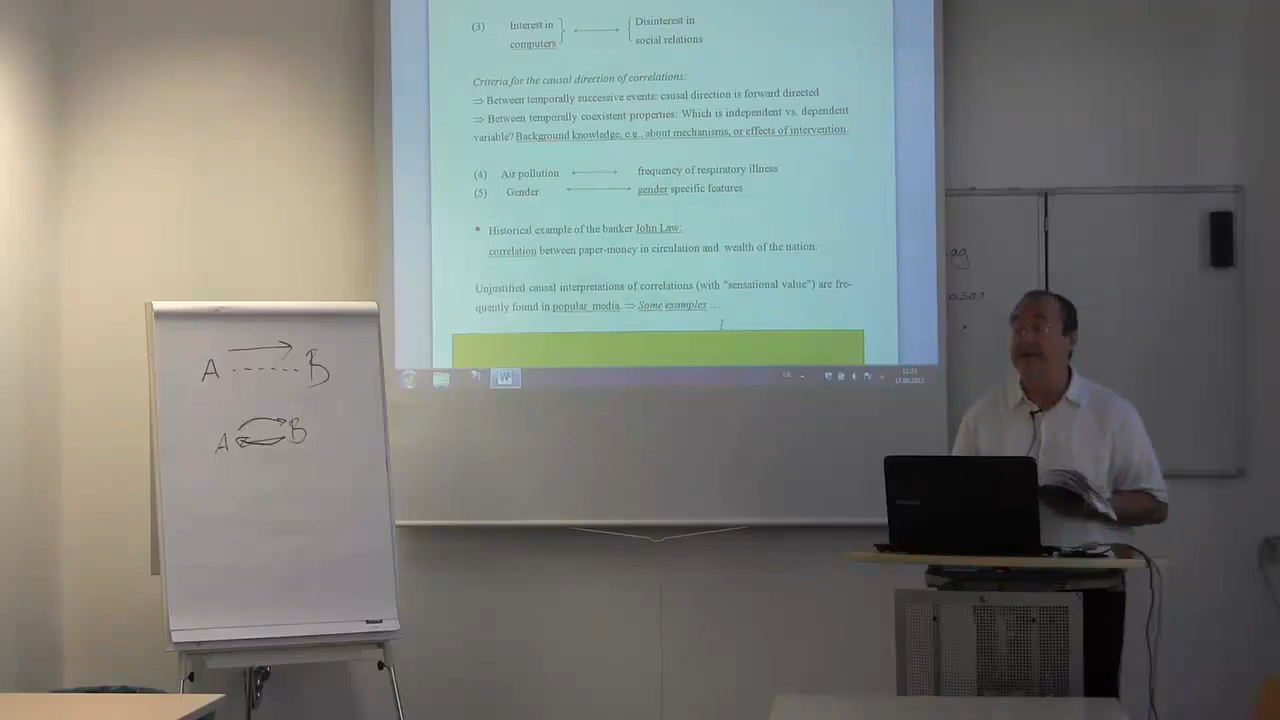 (3) Interest in } ⟷ { Disinterest in
computers social relations
Criteria for the causal direction of correlations:
⇒ Between temporally successive events: causal direction is forward directed
⇒ Between temporally coexistent properties: Which is independent vs. dependent
variable? Background knowledge, e.g., about mechanisms, or effects of intervention.
(4) Air pollution ⟷ frequency of respiratory illness
(5) Gender ⟷ gender specific features
• Historical example of the banker John Law:
correlation between paper-money in circulation and wealth of the nation.
Unjustified causal interpretations of correlations (with "sensational value") are fre-
quently found in popular media. ⇒ Some examples …
DE
11:33
A → B
A B